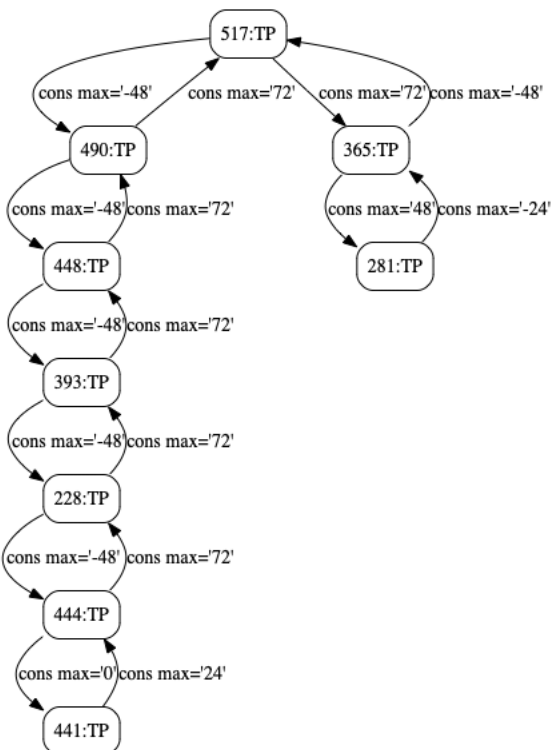 517:TP
cons max='-48' cons max='72' cons max='72' cons max='-48'
490:TP 365:TP
cons max='-48' cons max='72' cons max='48' cons max='-24'
448:TP 281:TP
cons max='-48' cons max='72'
393:TP
cons max='-48' cons max='72'
228:TP
cons max='-48' cons max='72'
444:TP
cons max='0' cons max='24'
441:TP